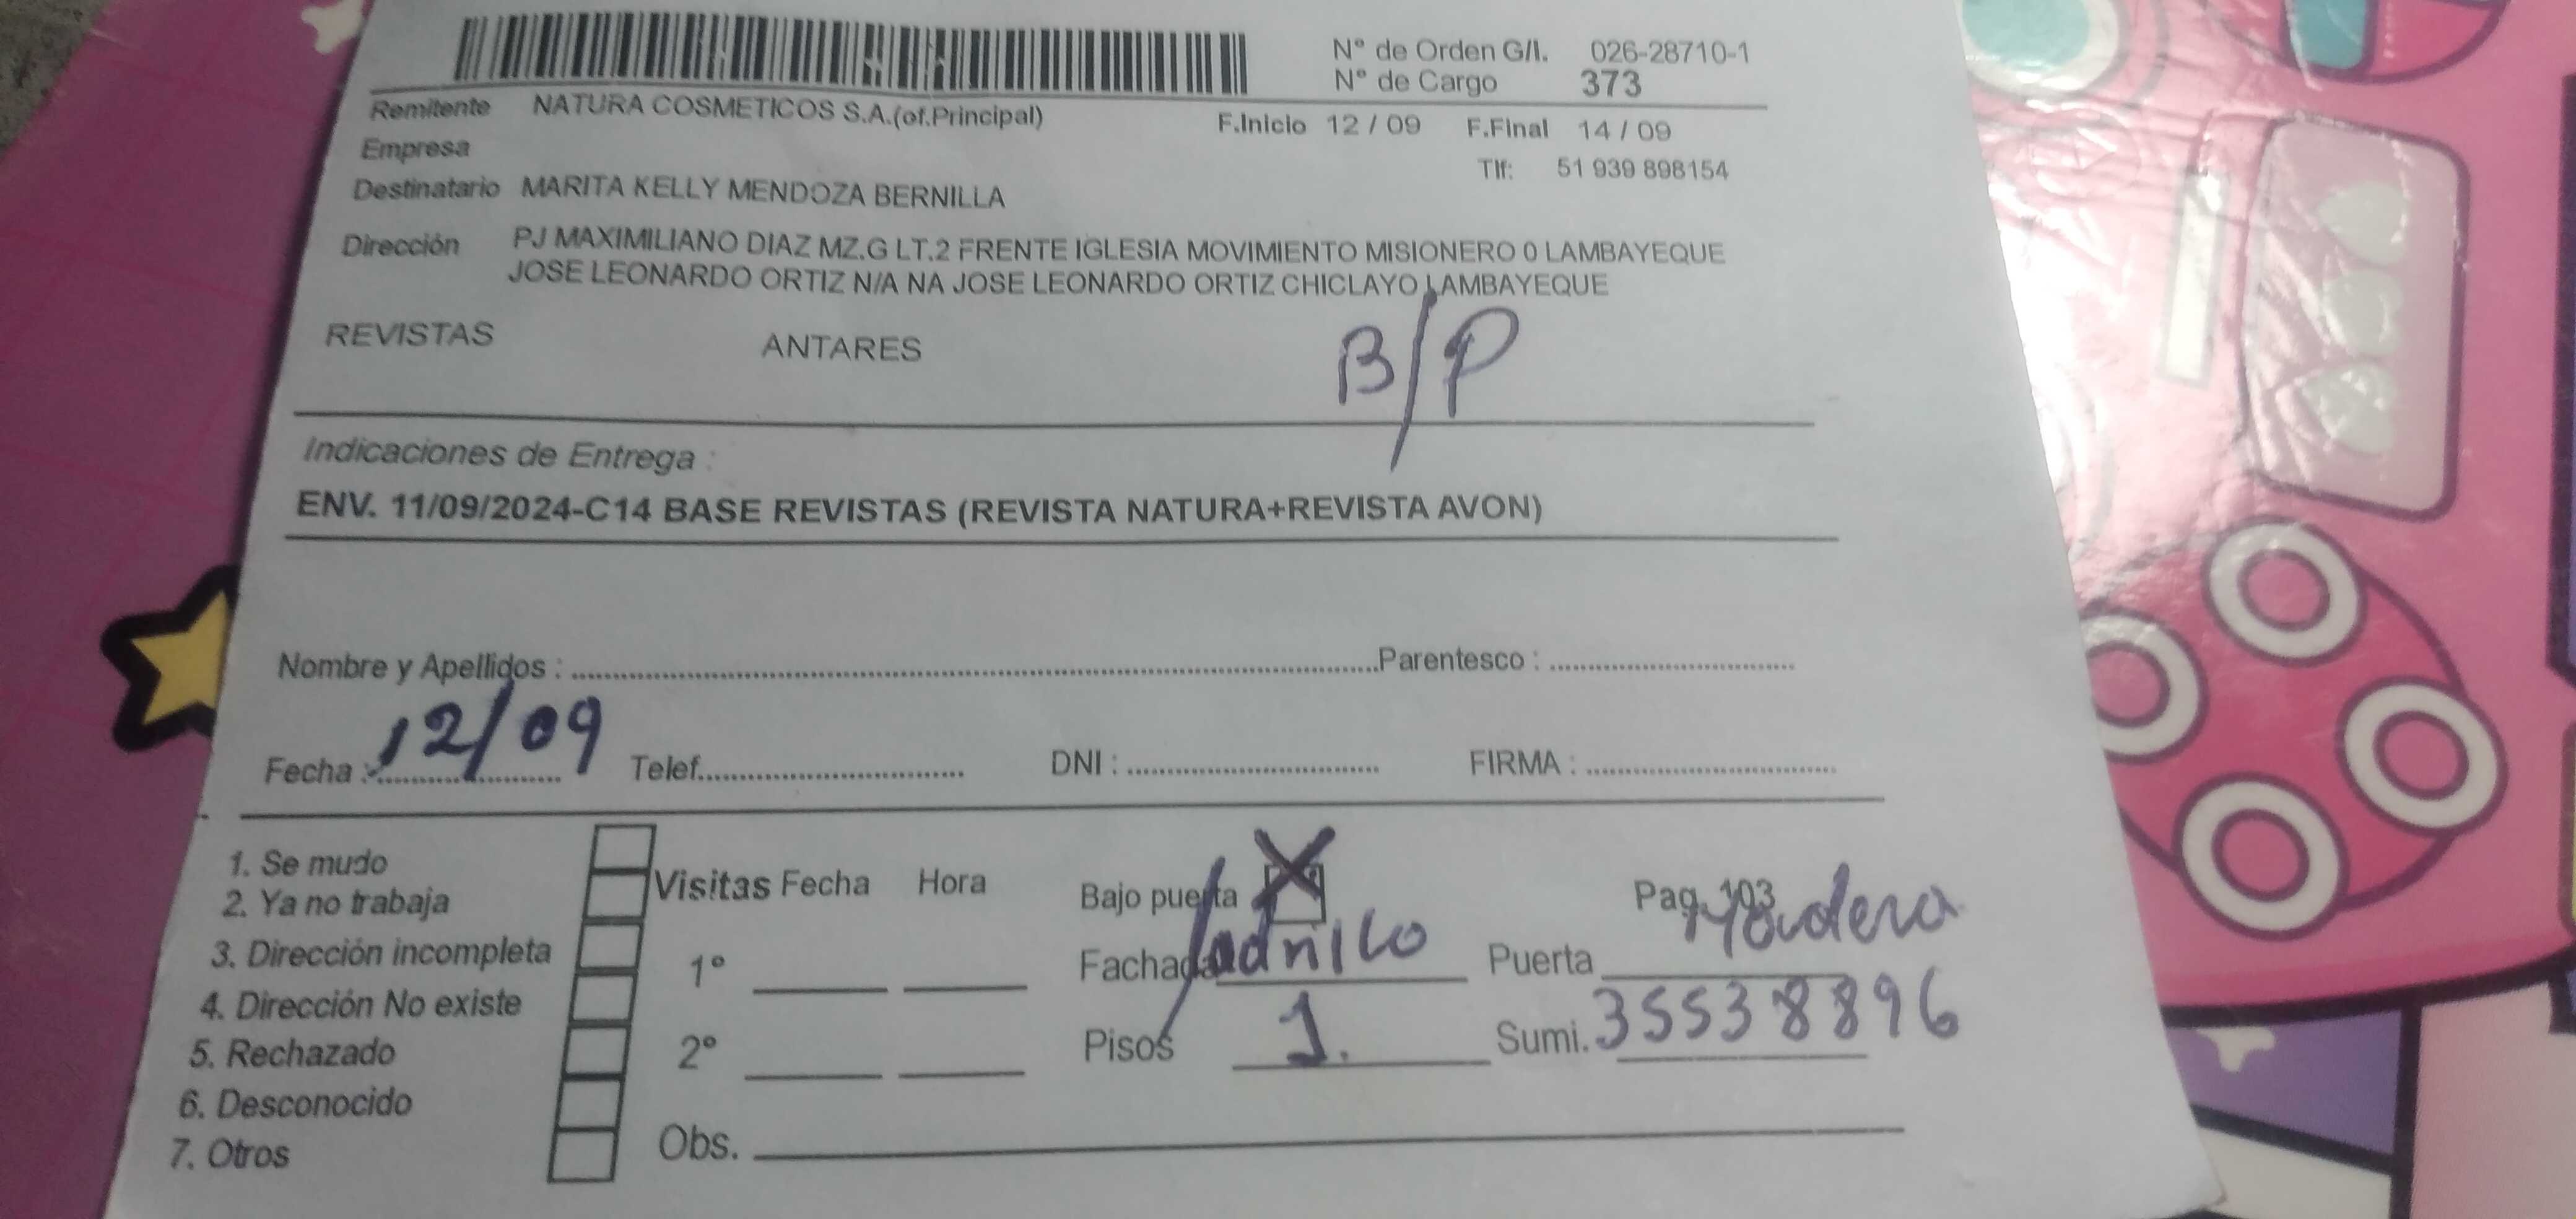 N° de Orden G/I. 026-28710-1
N° de Cargo 373
Remitente NATURA COSMETICOS S.A.(of.Principal) F.Inicio 12 / 09 F.Final 14 / 09
Empresa
Tlf: 51 939 898154
Destinatario MARITA KELLY MENDOZA BERNILLA
Dirección PJ MAXIMILIANO DIAZ MZ.G LT.2 FRENTE IGLESIA MOVIMIENTO MISIONERO 0 LAMBAYEQUE
JOSE LEONARDO ORTIZ N/A NA JOSE LEONARDO ORTIZ CHICLAYO LAMBAYEQUE
REVISTAS ANTARES B/P
Indicaciones de Entrega :
ENV. 11/09/2024-C14 BASE REVISTAS (REVISTA NATURA+REVISTA AVON)
Nombre y Apellidos : Parentesco :
Fecha : 12/09 Telef. DNI : FIRMA :
1. Se mudo
2. Ya no trabaja
3. Dirección incompleta
4. Dirección No existe
5. Rechazado
6. Desconocido
7. Otros
Visitas Fecha Hora
1°
2°
Obs.
Bajo puerta X Pag. 103
Fachada ladrillo Puerta Madera
Pisos 1. Sumi. 35538896